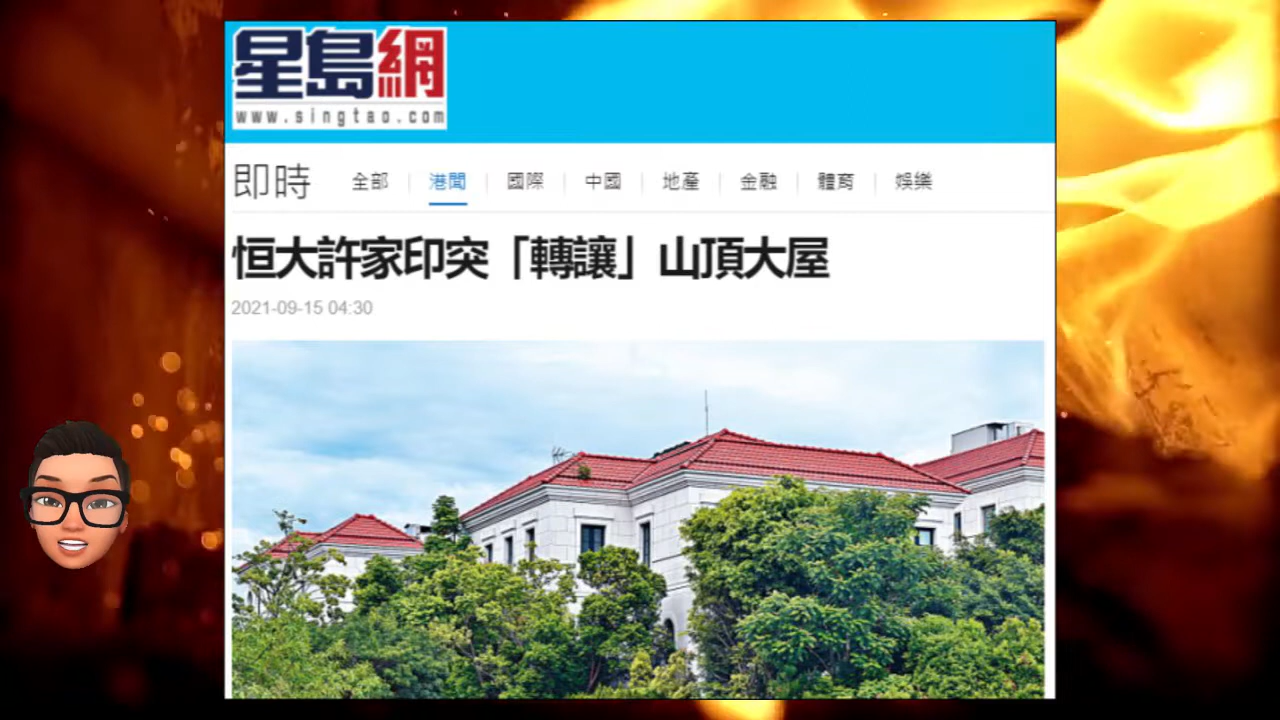 星島網
www.singtao.com
即時 全部 港聞 國際 中國 地產 金融 體育 娛樂
恒大許家印突「轉讓」山頂大屋
2021-09-15 04:30